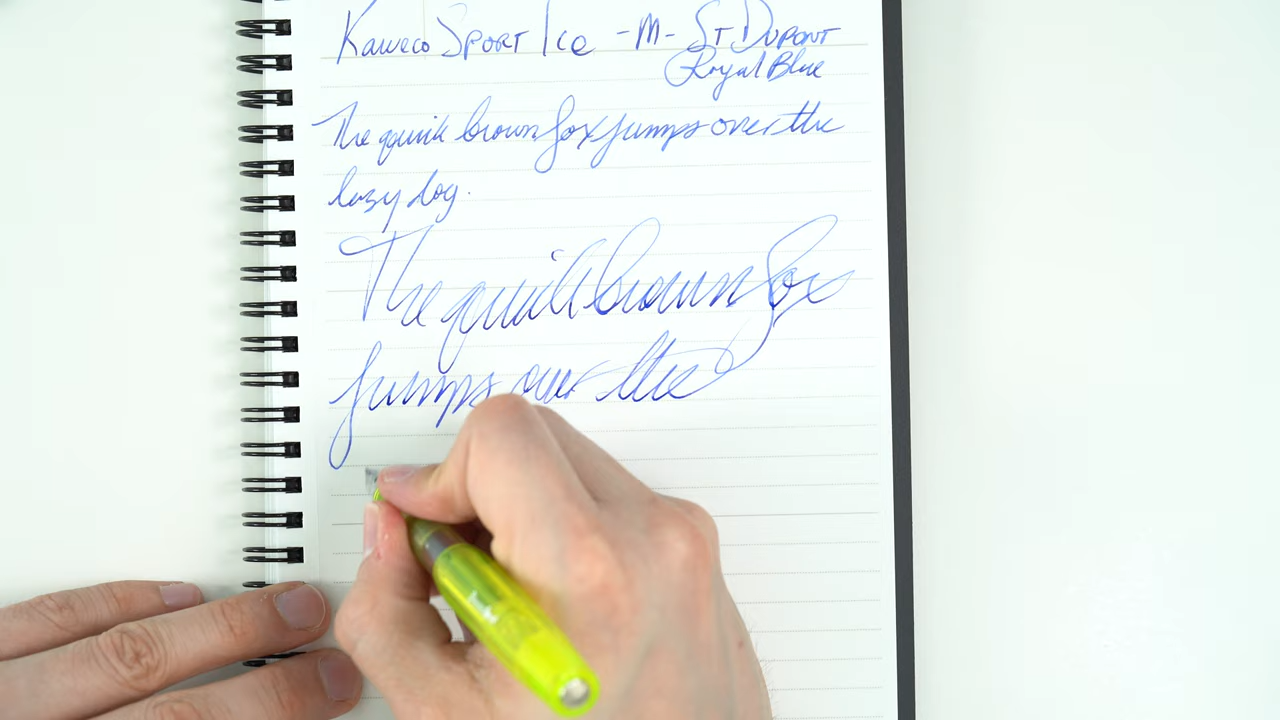 Kaweco Sport Ice -M- St Dupont
Royal Blue
The quick brown fox jumps over the
lazy dog.
The quick brown fox
jumps over the